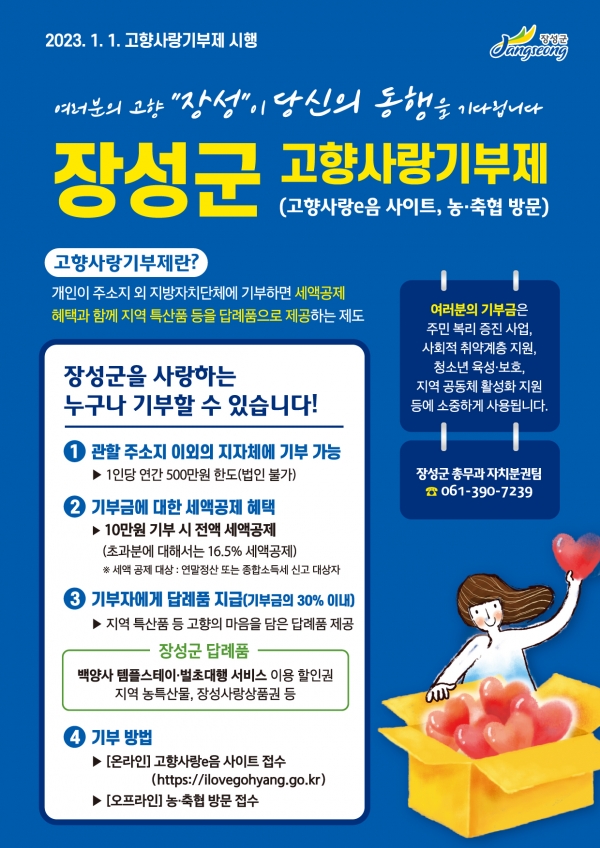 2023. 1. 1. 고향사랑기부제 시행
장성군
Jangseong
여러분의 고향 "장성"이 당신의 동행을 기다립니다
장성군 고향사랑기부제
(고향사랑e음 사이트, 농·축협 방문)
고향사랑기부제란?
개인이 주소지 외 지방자치단체에 기부하면 세액공제
혜택과 함께 지역 특산품 등을 답례품으로 제공하는 제도
여러분의 기부금은
주민 복리 증진 사업,
사회적 취약계층 지원,
청소년 육성·보호,
지역 공동체 활성화 지원
등에 소중하게 사용됩니다.
장성군 총무과 자치분권팀
☎ 061-390-7239
장성군을 사랑하는
누구나 기부할 수 있습니다!
1 관할 주소지 이외의 지자체에 기부 가능
▶ 1인당 연간 500만원 한도(법인 불가)
2 기부금에 대한 세액공제 혜택
▶ 10만원 기부 시 전액 세액공제
(초과분에 대해서는 16.5% 세액공제)
※ 세액 공제 대상 : 연말정산 또는 종합소득세 신고 대상자
3 기부자에게 답례품 지급(기부금의 30% 이내)
▶ 지역 특산품 등 고향의 마음을 담은 답례품 제공
장성군 답례품
백양사 템플스테이·벌초대행 서비스 이용 할인권
지역 농특산물, 장성사랑상품권 등
4 기부 방법
▶ [온라인] 고향사랑e음 사이트 접수
(https://ilovegohyang.go.kr)
▶ [오프라인] 농·축협 방문 접수